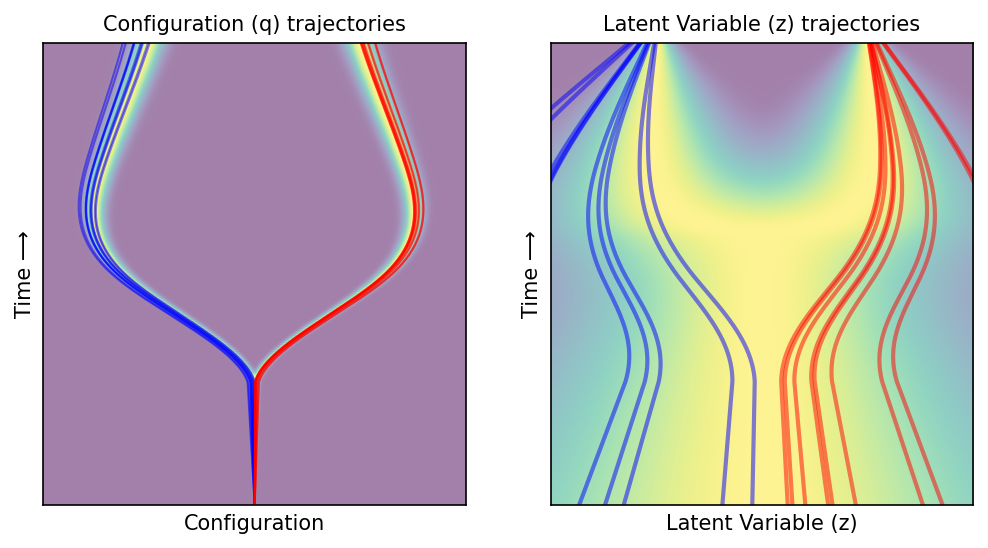 Configuration (q) trajectories
Latent Variable (z) trajectories
Time ⟶
Time ⟶
Configuration
Latent Variable (z)